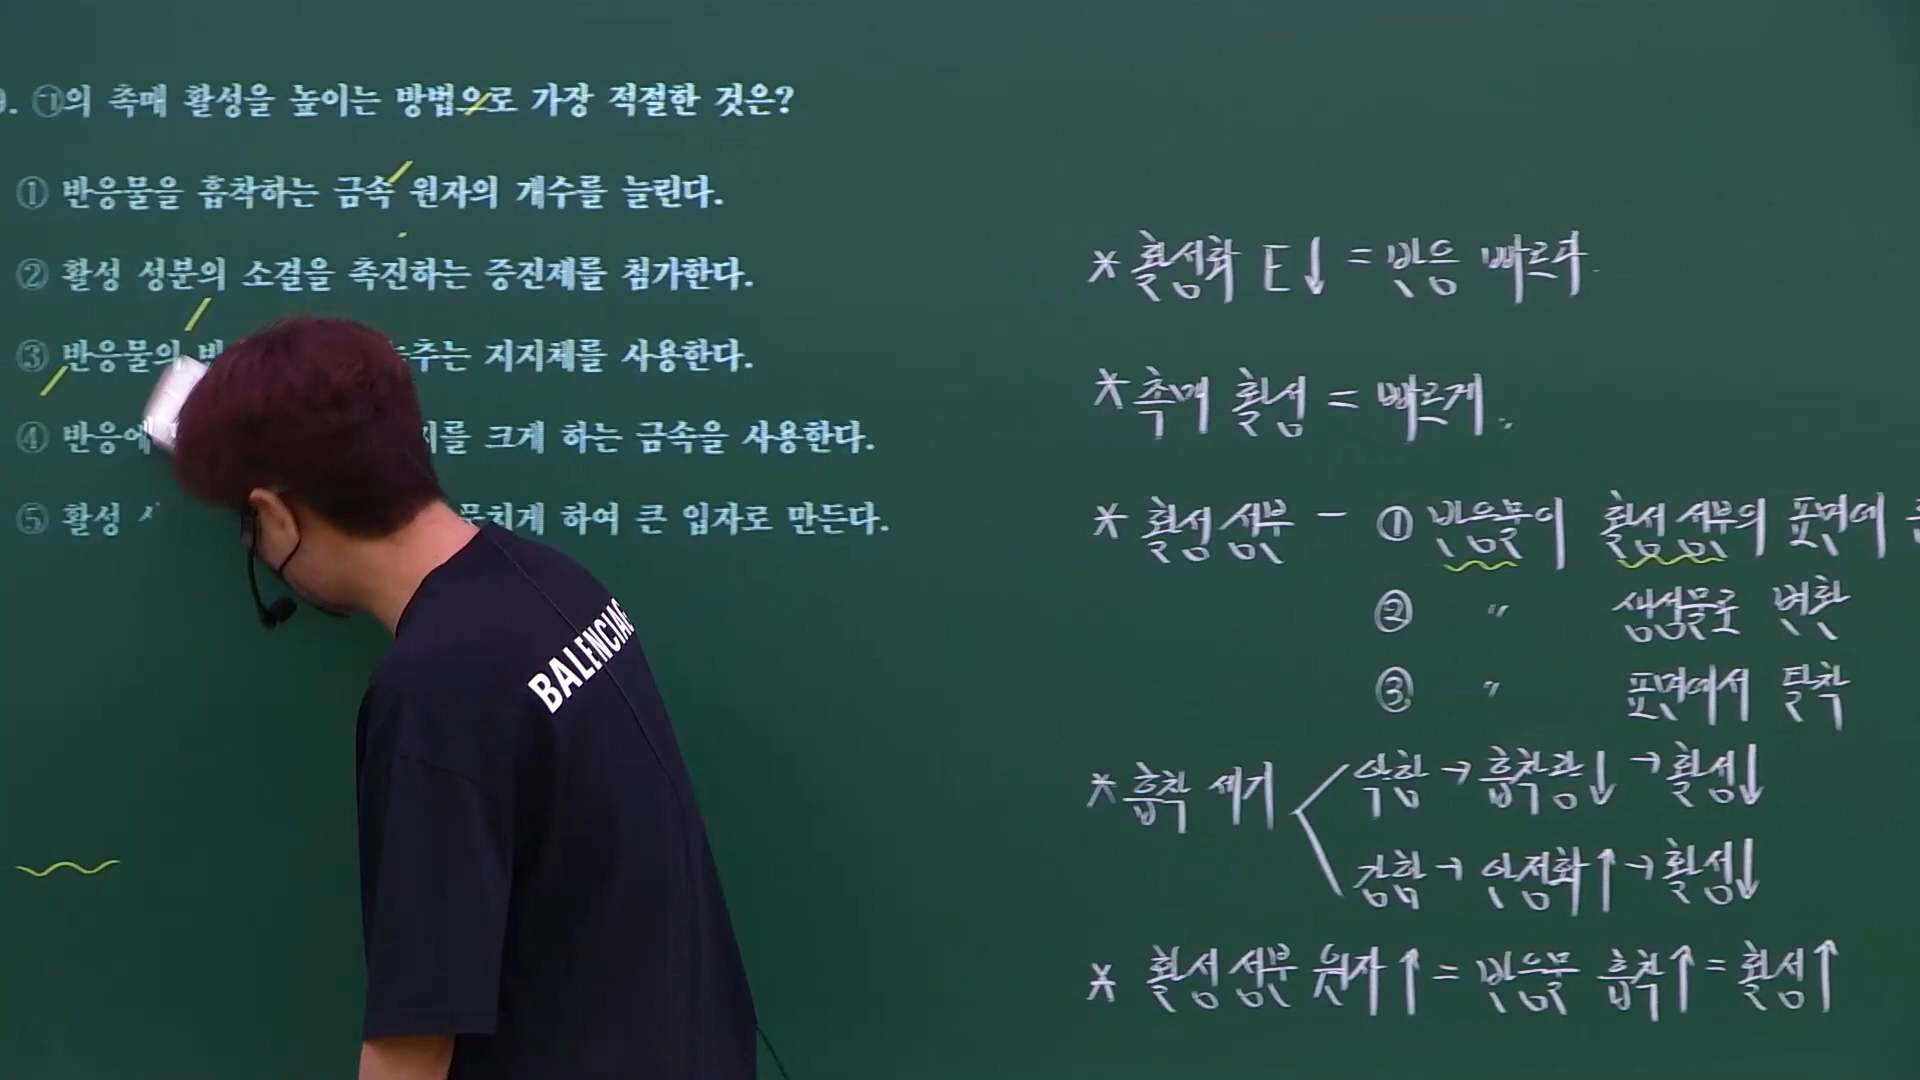 9. ㉠의 촉매 활성을 높이는 방법으로 가장 적절한 것은?
① 반응물을 흡착하는 금속 원자의 개수를 늘린다.
② 활성 성분의 소결을 촉진하는 증진제를 첨가한다.
③ 반응물의 반 추는 지지체를 사용한다.
④ 반응에 지를 크게 하는 금속을 사용한다.
⑤ 활성 뭉치게 하여 큰 입자로 만든다.
* 활성화 E↓ = 반응 빠르다.
* 촉매 활성 = 빠르게.
* 활성 성분 - ① 반응물이 활성 성분의 표면에
② 〃 생성물로 변환
③ 〃 표면에서 탈착
* 흡착 세기
약함 → 흡착량↓ → 활성↓
강함 → 안정화↑ → 활성↓
* 활성 성분 원자↑ = 반응물 흡착↑ = 활성↑
BALENCIAG